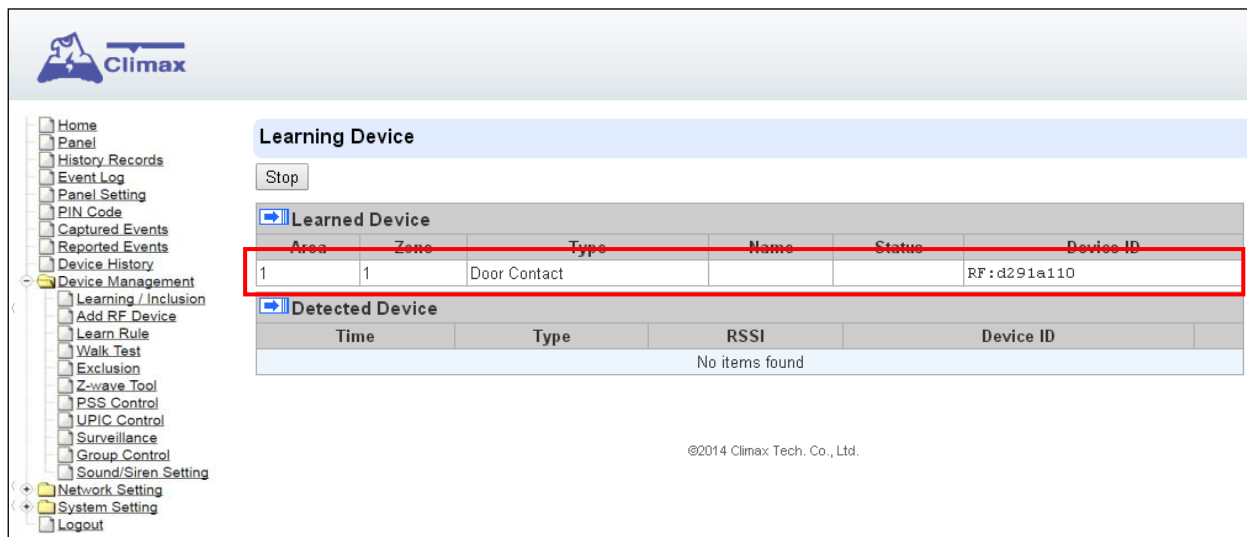 Climax
Home
Panel
History Records
Event Log
Panel Setting
PIN Code
Captured Events
Reported Events
Device History
Device Management
Learning / Inclusion
Add RF Device
Learn Rule
Walk Test
Exclusion
Z-wave Tool
PSS Control
UPIC Control
Surveillance
Group Control
Sound/Siren Setting
Network Setting
System Setting
Logout
Learning Device
Stop
Learned Device
Area Zone Type Name Status Device ID
1 1 Door Contact RF:d291a110
Detected Device
Time Type RSSI Device ID
No items found
©2014 Climax Tech. Co., Ltd.